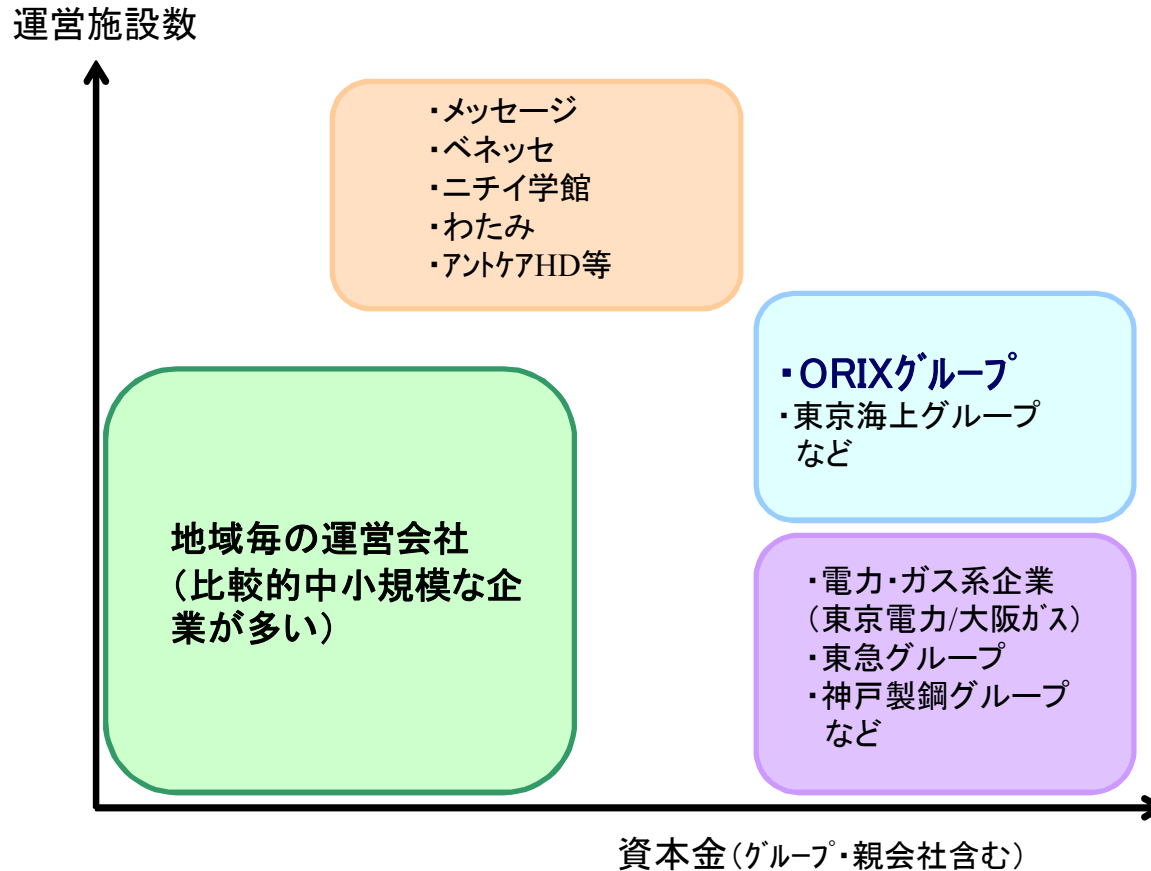 運営施設数
・メッセージ
・ベネッセ
・ニチイ学館
・わたみ
・アントケアHD等
・ORIXグループ
・東京海上グループ
など
地域毎の運営会社
（比較的中小規模な企
業が多い）
・電力・ガス系企業
（東京電力/大阪ガス）
・東急グループ
・神戸製鋼グループ
など
資本金（グループ・親会社含む）